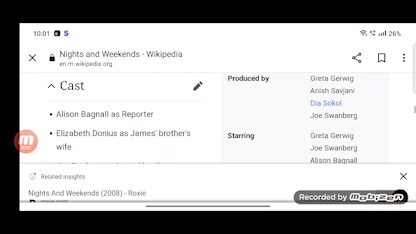 10:01 S 26%
Nights and Weekends - Wikipedia
en.m.wikipedia.org
Cast
Alison Bagnall as Reporter
Elizabeth Donius as James' brother's
wife
Produced by
Greta Gerwig
Anish Savjani
Dia Sokol
Joe Swanberg
Starring
Greta Gerwig
Joe Swanberg
Alison Bagnall
Related insights
Nights And Weekends (2008) - Roxie
Recorded by Mobizen